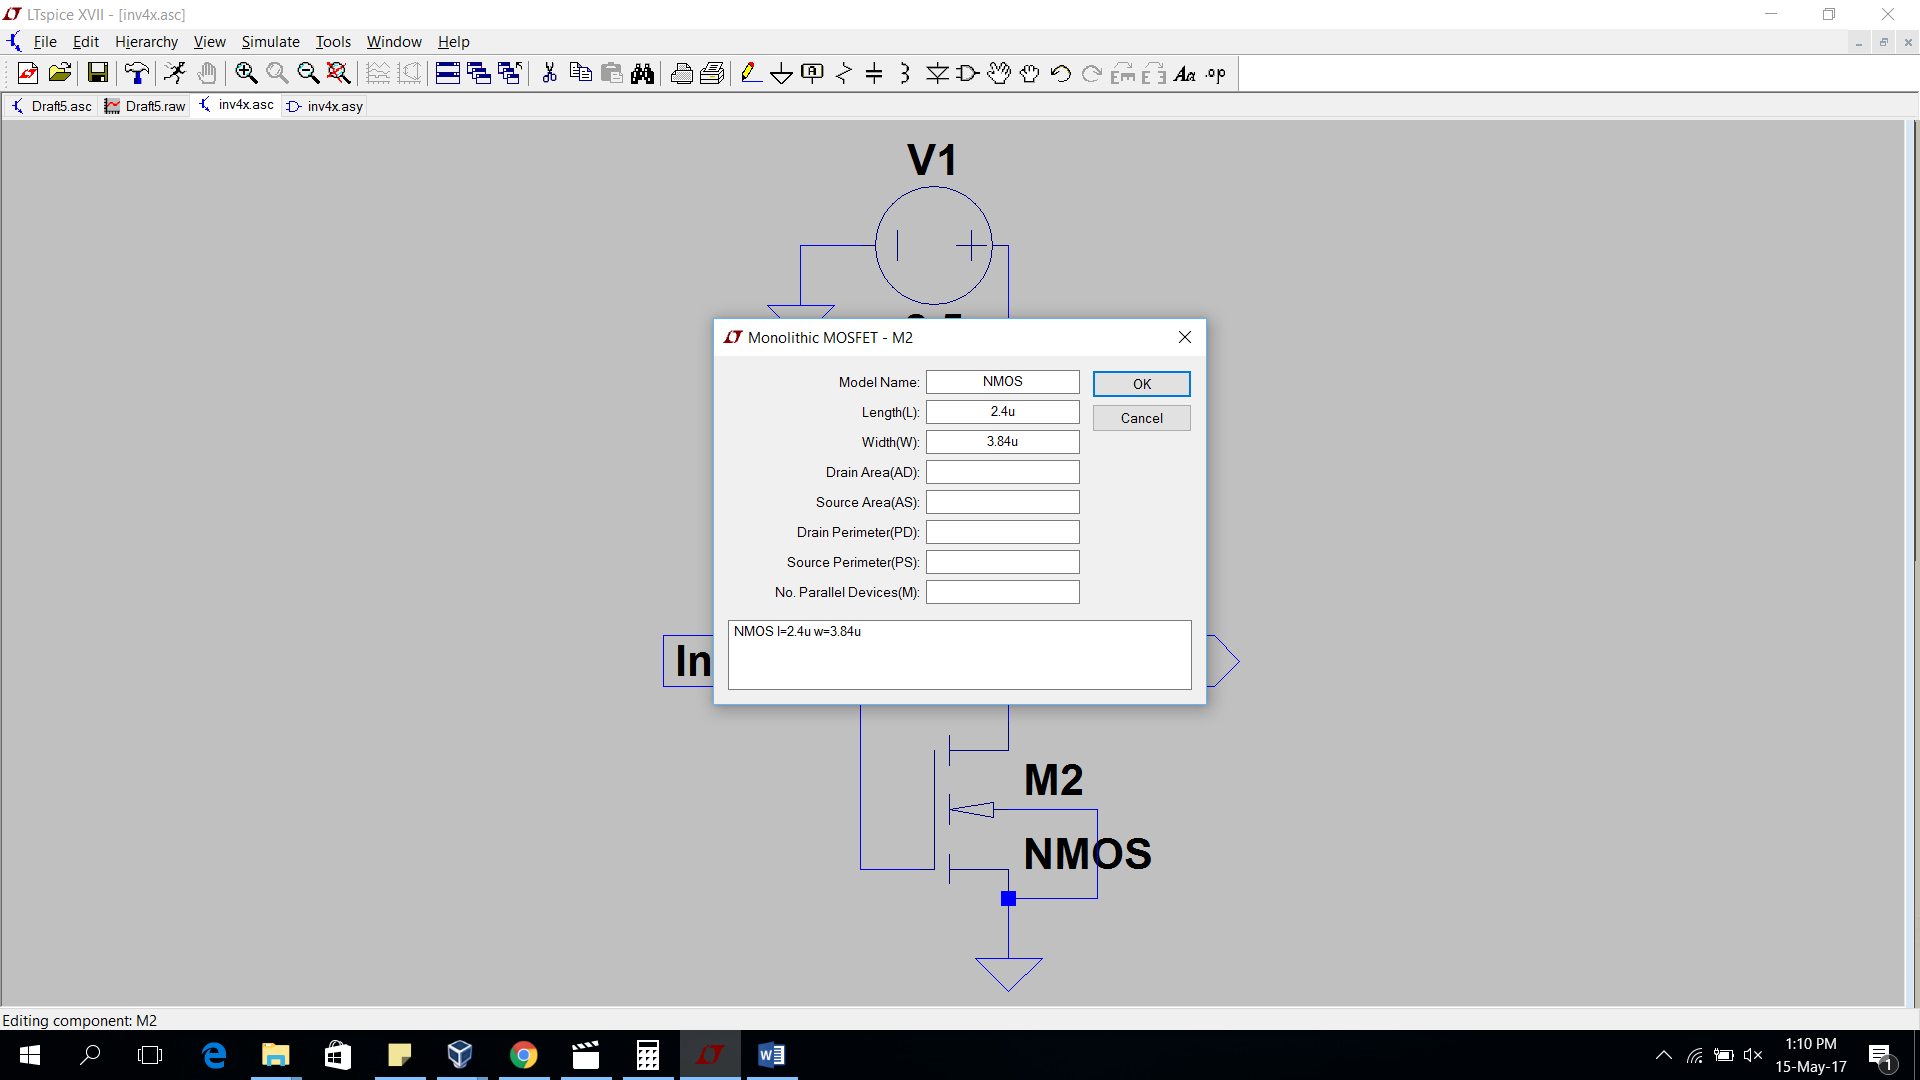 LTspice XVII - [inv4x.asc]
File Edit Hierarchy View Simulate Tools Window Help
Aa .op
Draft5.asc Draft5.raw inv4x.asc inv4x.asy
V1
Monolithic MOSFET - M2
Model Name: NMOS OK
Length(L): 2.4u Cancel
Width(W): 3.84u
Drain Area(AD):
Source Area(AS):
Drain Perimeter(PD):
Source Perimeter(PS):
No. Parallel Devices(M):
NMOS l=2.4u w=3.84u
In
M2
NMOS
Editing component: M2
1:10 PM
15-May-17
1